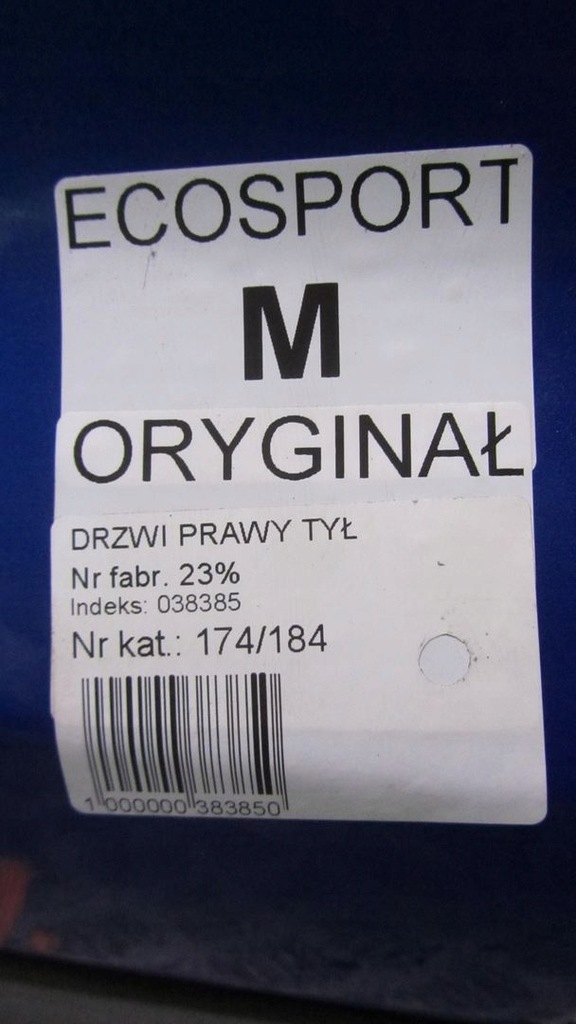 ECOSPORT
M
ORYGINAŁ
DRZWI PRAWY TYŁ
Nr fabr. 23%
Indeks: 038385
Nr kat.: 174/184
1 000000 383850